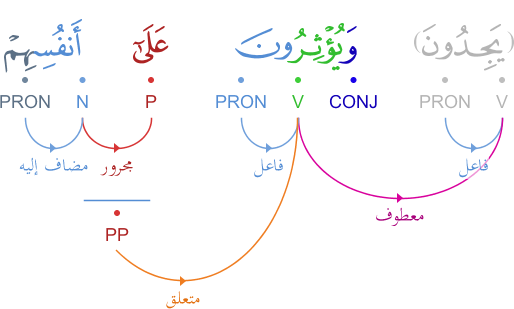 (يَجِدُونَ) وَيُؤْثِرُونَ عَلَىٰٓ أَنفُسِهِمْ
PRON N P PRON V CONJ PRON V
مضاف إليه مجرور فاعل فاعل
معطوف
PP
متعلق